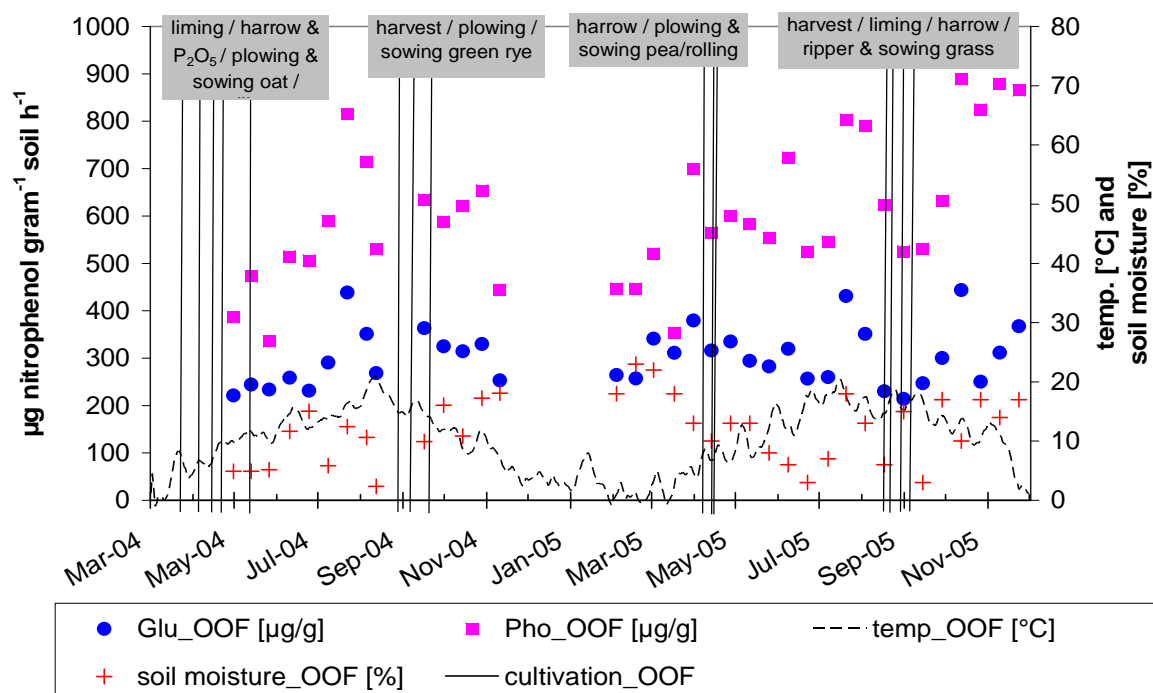 liming / harrow &
P₂O₅ / plowing &
sowing oat /
harvest / plowing /
sowing green rye
harrow / plowing &
sowing pea/rolling
harvest / liming / harrow /
ripper & sowing grass
µg nitrophenol gram⁻¹ soil h⁻¹
1000
900
800
700
600
500
400
300
200
100
0
80
70
60
50
40
30
20
10
0
temp. [°C] and
soil moisture [%]
Mar-04
May-04
Jul-04
Sep-04
Nov-04
Jan-05
Mar-05
May-05
Jul-05
Sep-05
Nov-05
Glu_OOF [µg/g]
Pho_OOF [µg/g]
temp_OOF [°C]
soil moisture_OOF [%]
cultivation_OOF